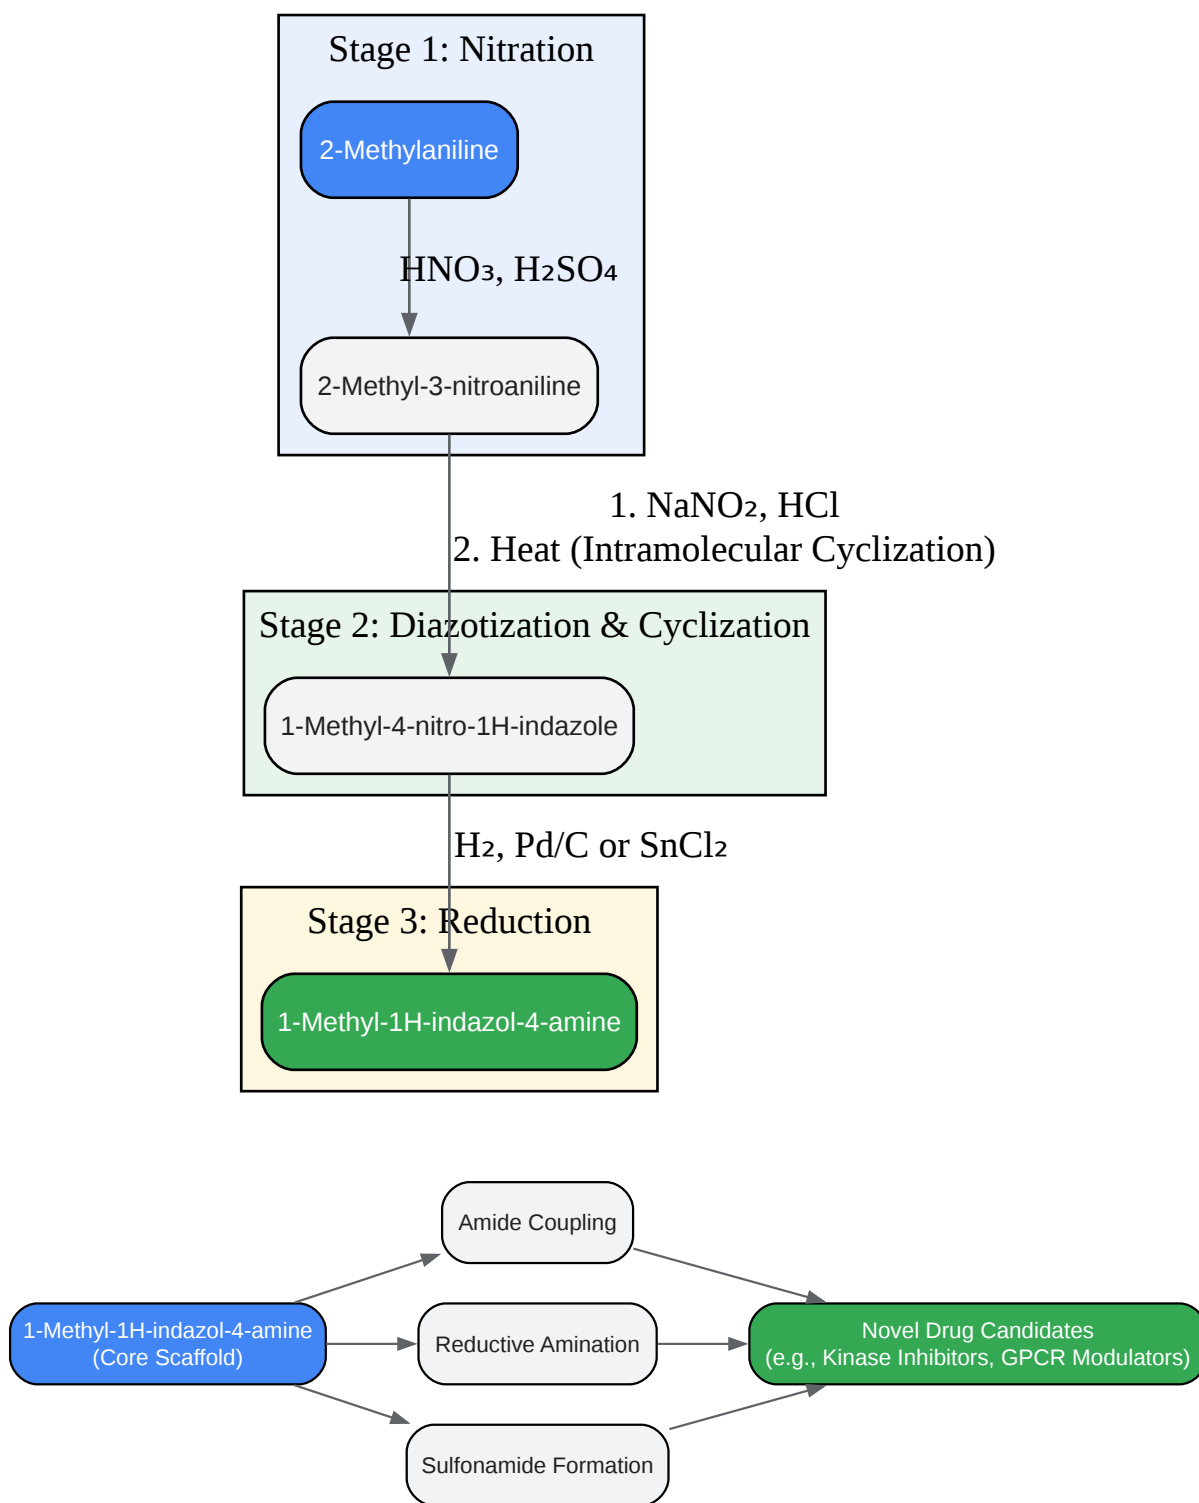 Stage 1: Nitration
2-Methylaniline
HNO₃, H₂SO₄
2-Methyl-3-nitroaniline
1. NaNO₂, HCl
2. Heat (Intramolecular Cyclization)
Stage 2: Diazotization & Cyclization
1-Methyl-4-nitro-1H-indazole
H₂, Pd/C or SnCl₂
Stage 3: Reduction
1-Methyl-1H-indazol-4-amine
Amide Coupling
1-Methyl-1H-indazol-4-amine
(Core Scaffold)
Reductive Amination
Novel Drug Candidates
(e.g., Kinase Inhibitors, GPCR Modulators)
Sulfonamide Formation